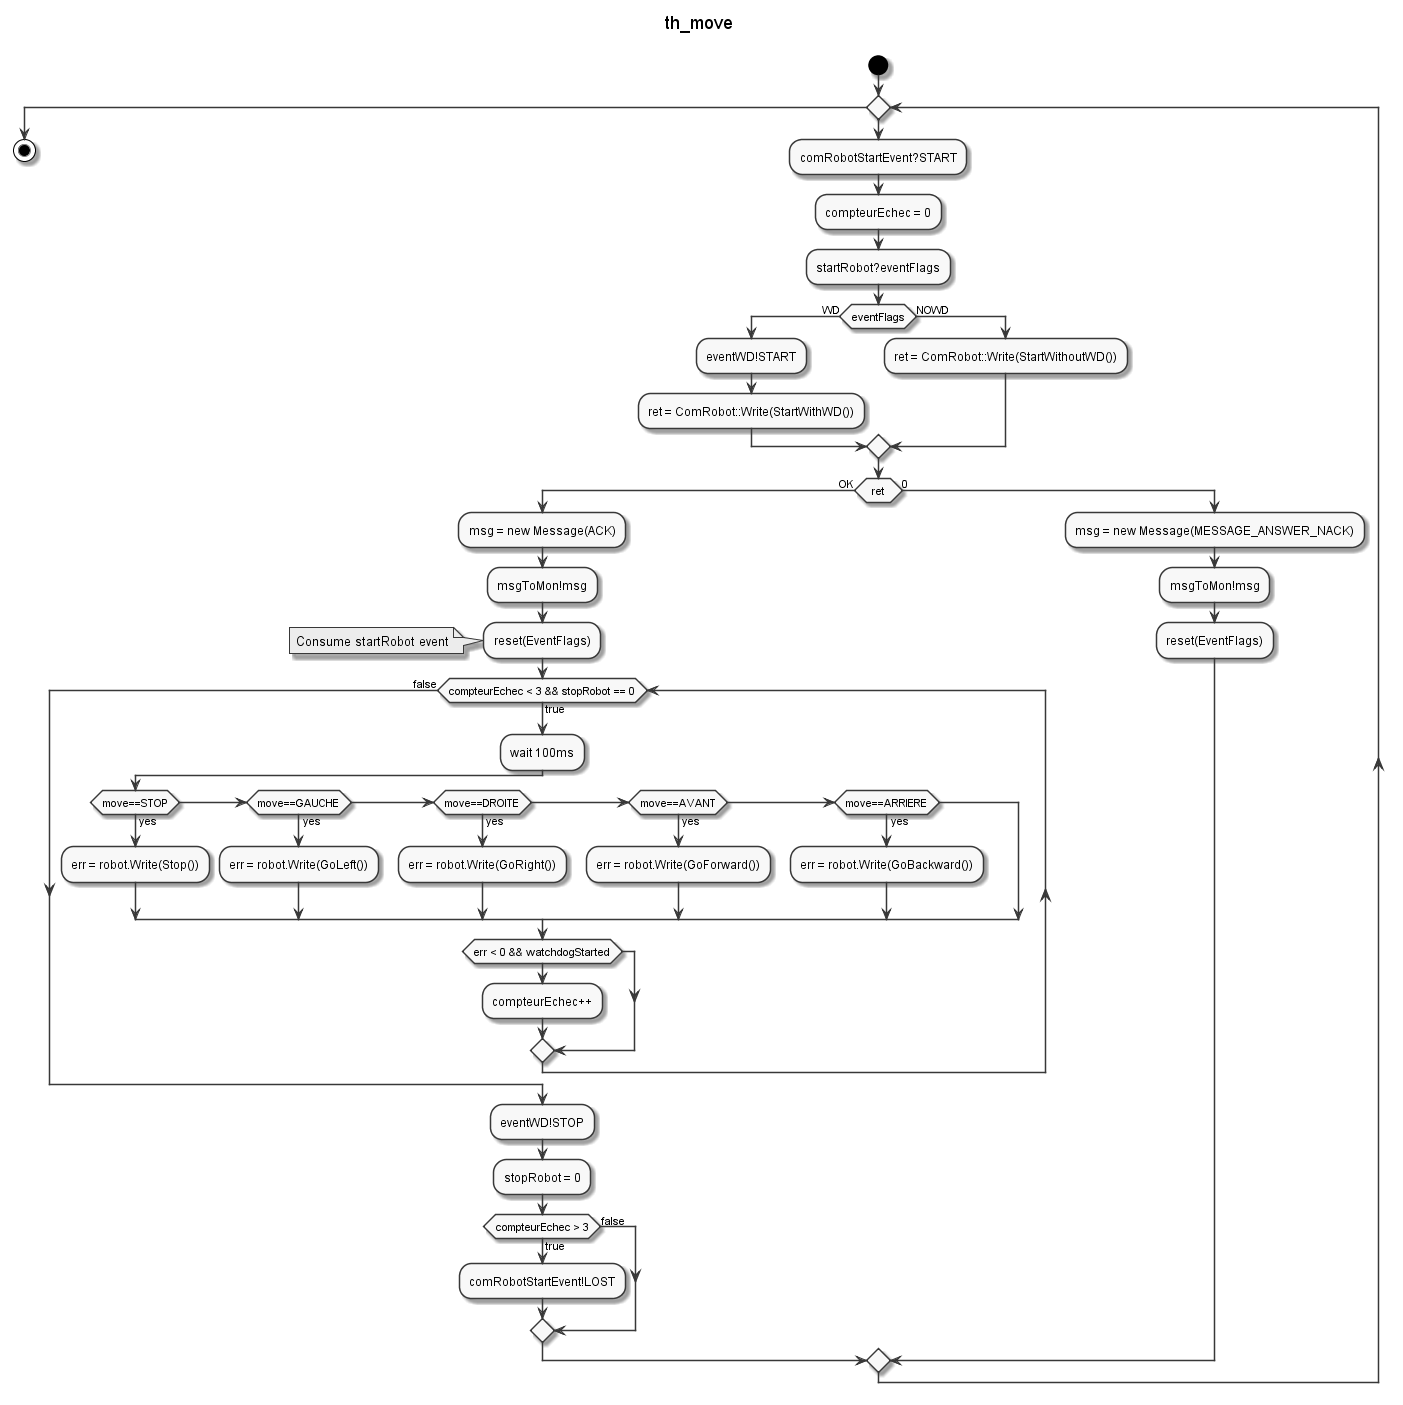 th_move
comRobotStartEvent?START
compteurEchec = 0
startRobot?eventFlags
WD
eventFlags
NOWD
eventWD!START
ret = ComRobot::Write(StartWithoutWD())
ret = ComRobot::Write(StartWithWD())
OK
ret
0
msg = new Message(ACK)
msg = new Message(MESSAGE_ANSWER_NACK)
msgToMon!msg
msgToMon!msg
Consume startRobot event
reset(EventFlags)
reset(EventFlags)
false
compteurEchec < 3 && stopRobot == 0
true
wait 100ms
move==STOP
move==GAUCHE
move==DROITE
move==AVANT
move==ARRIERE
yes
yes
yes
yes
yes
err = robot.Write(Stop())
err = robot.Write(GoLeft())
err = robot.Write(GoRight())
err = robot.Write(GoForward())
err = robot.Write(GoBackward())
err < 0 && watchdogStarted
compteurEchec++
eventWD!STOP
stopRobot = 0
compteurEchec > 3
false
true
comRobotStartEvent!LOST